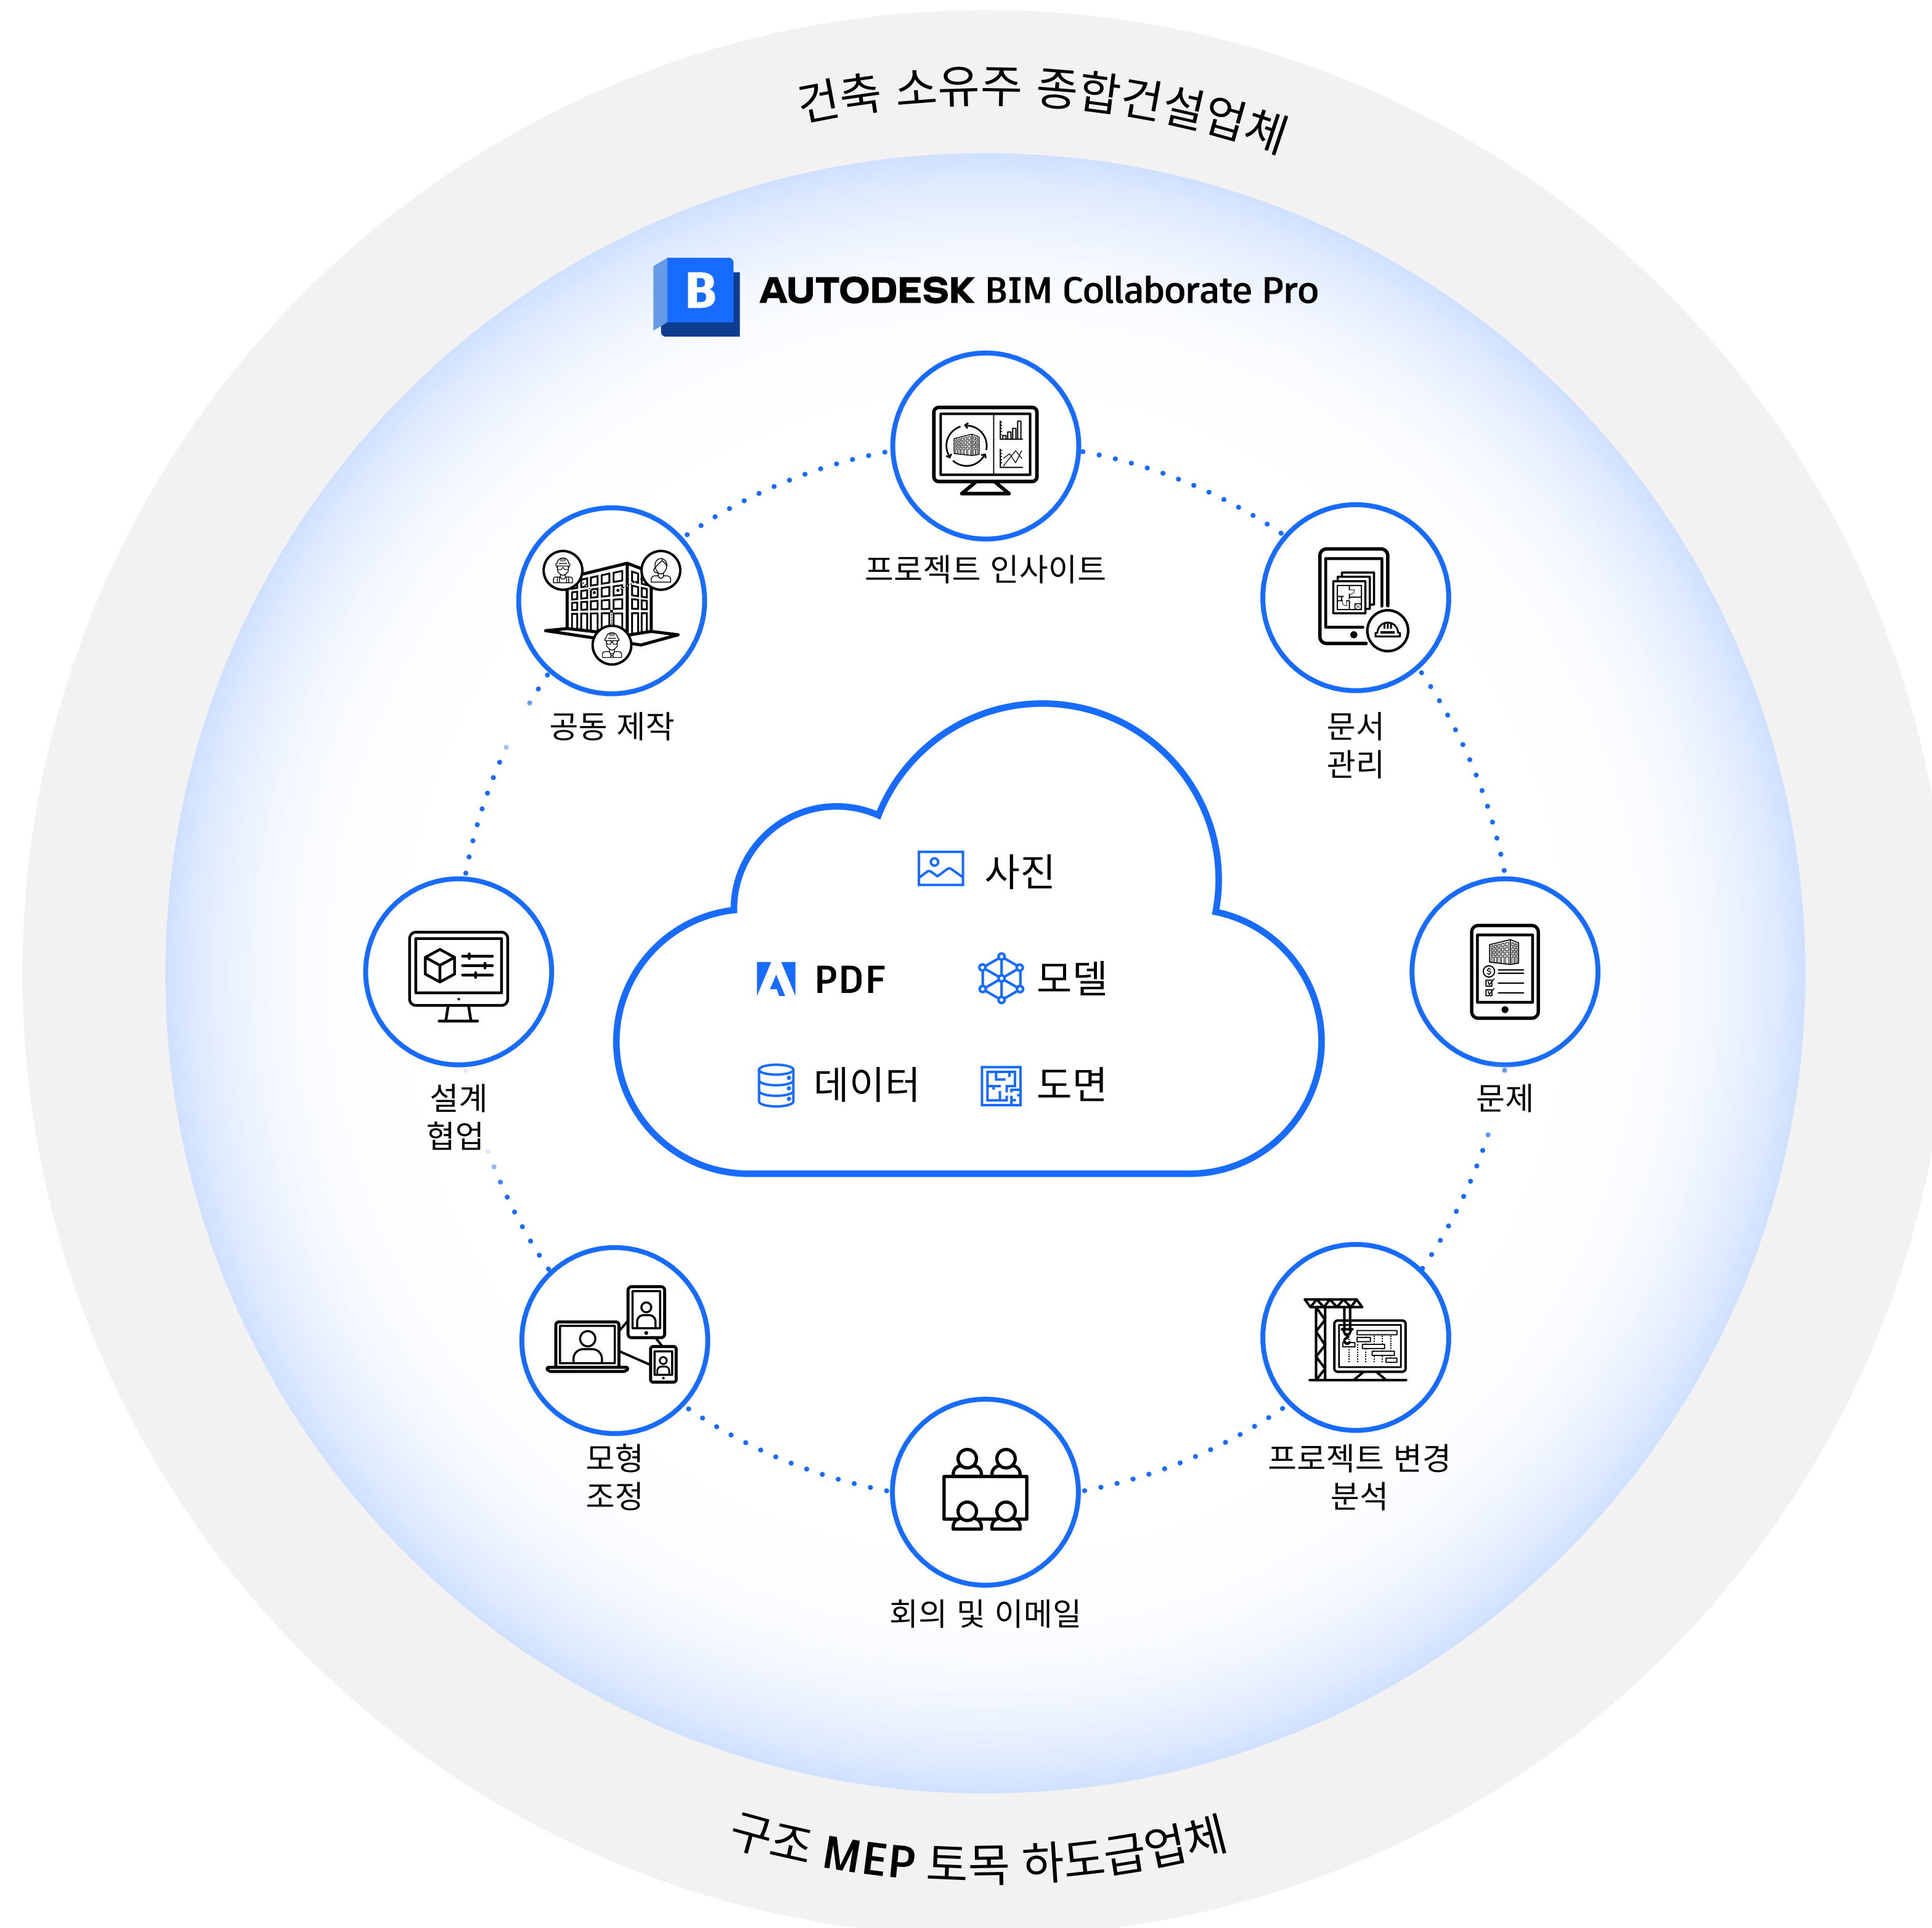 건축 소유주 종합건설업체
B AUTODESK BIM Collaborate Pro
프로젝트 인사이트
공동 제작
문서
관리
사진
PDF
모델
데이터
도면
설계
협업
문제
모형
조정
프로젝트 변경
분석
회의 및 이메일
구조 MEP 토목 하도급업체